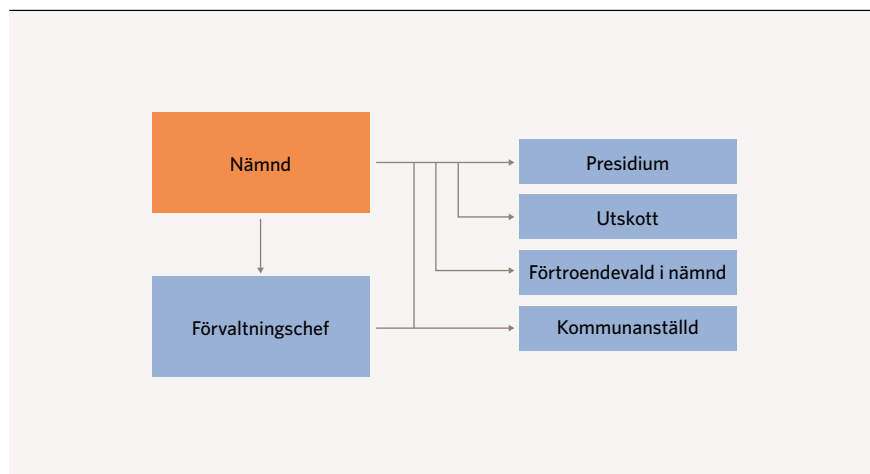 Nämnd
Förvaltningschef
Presidium
Utskott
Förtroendevald i nämnd
Kommunanställd